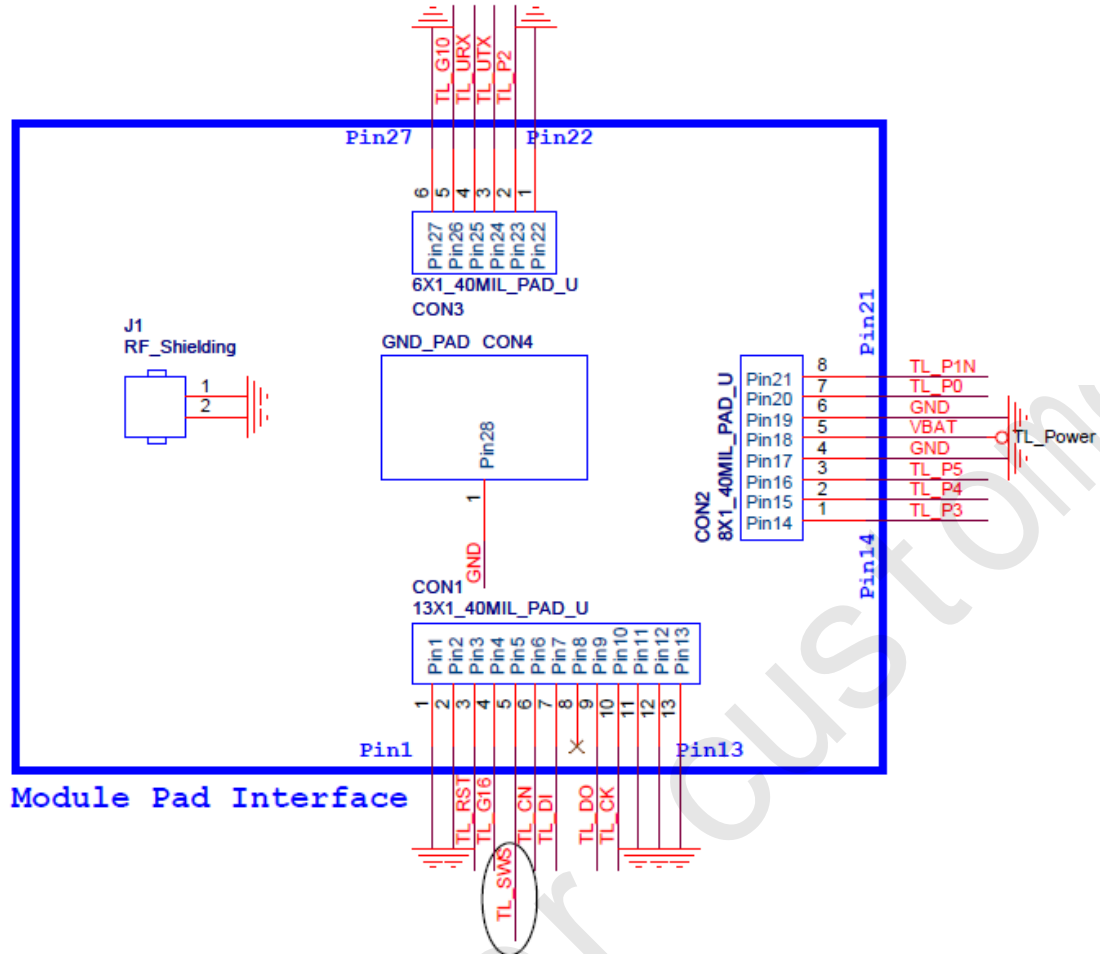 TL_G10
TL_URX
TL_UTX
TL_P2
Pin27
Pin22
6
5
4
3
2
1
Pin27
Pin26
Pin25
Pin24
Pin23
Pin22
6X1_40MIL_PAD_U
CON3
J1
RF_Shielding
1
2
GND_PAD CON4
Pin28
1
GND
Pin21
8X1_40MIL_PAD_U
CON2
Pin21 8 TL_P1N
Pin20 7 TL_P0
Pin19 6 GND
Pin18 5 VBAT TL_Power
Pin17 4 GND
Pin16 3 TL_P5
Pin15 2 TL_P4
Pin14 1 TL_P3
Pin14
CON1
13X1_40MIL_PAD_U
Pin1
Pin2
Pin3
Pin4
Pin5
Pin6
Pin7
Pin8
Pin9
Pin10
Pin11
Pin12
Pin13
1
2
3
4
5
6
7
8
9
10
11
12
13
Pin1
Pin13
Module Pad Interface
TL_RST
TL_G16
TL_SWS
TL_CN
TL_DI
TL_DO
TL_CK